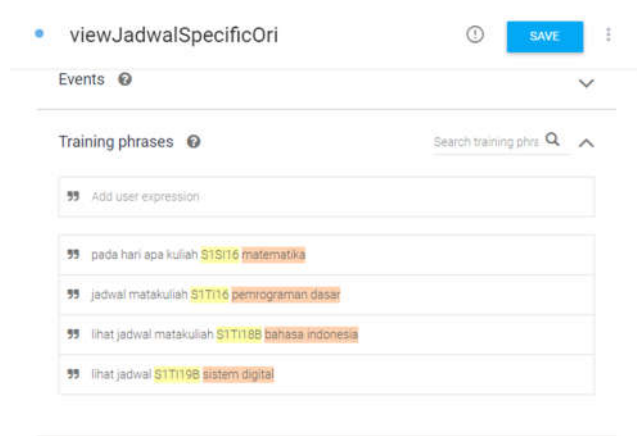 viewJadwalSpecificOri
SAVE
Events
Training phrases
Search training phra
Add user expression
pada hari apa kuliah S1SI16 matematika
jadwal matakuliah S1TI16 pemrograman dasar
lihat jadwal matakuliah S1TI18B bahasa indonesia
lihat jadwal S1TI19B sistem digital